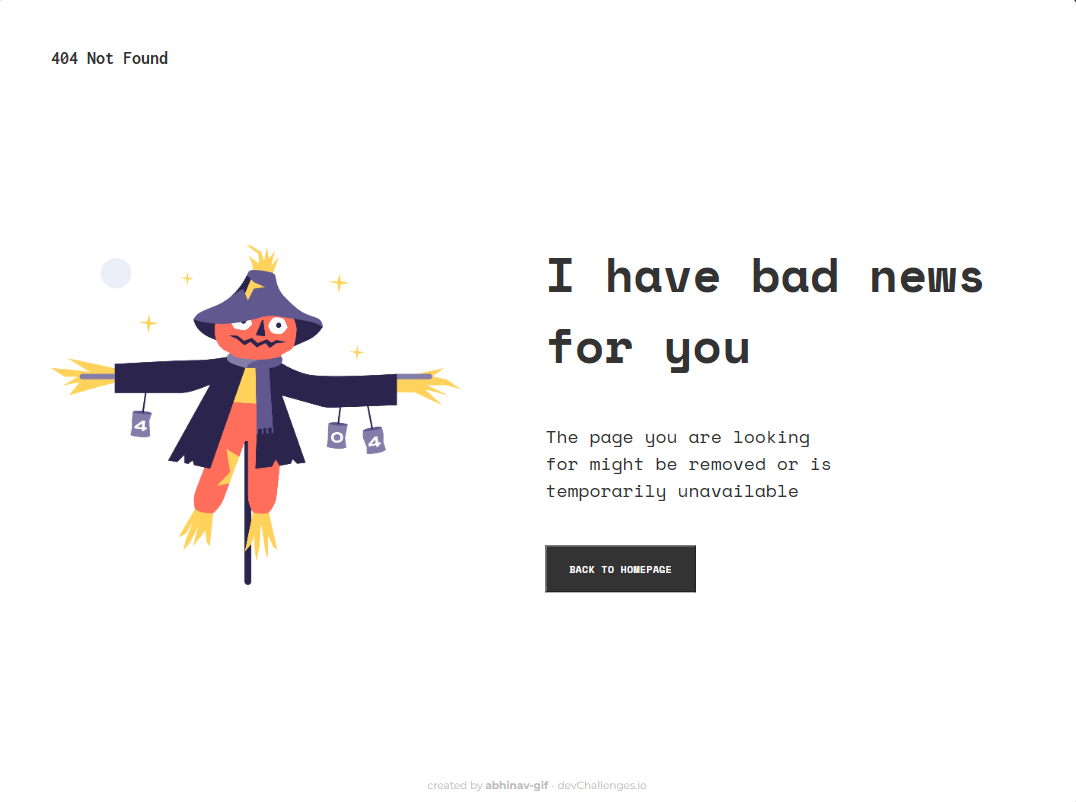 404 Not Found
4
0
4
I have bad news
for you
The page you are looking
for might be removed or is
temporarily unavailable
BACK TO HOMEPAGE
created by abhinav-gif - devChallenges.io